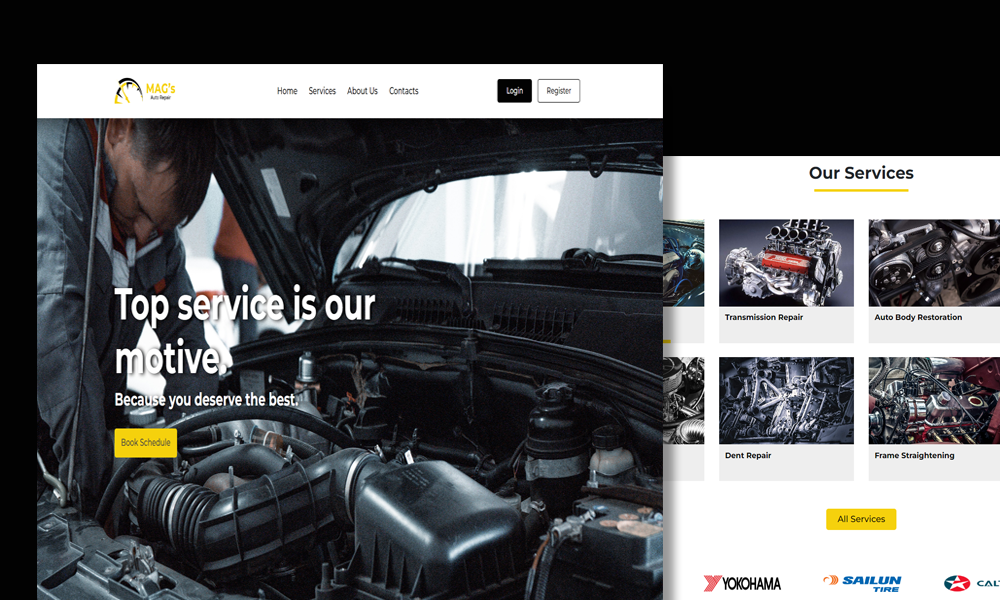 MAG's
Auto Repair
Home Services About Us Contacts
Login Register
Top service is our
motive.
Because you deserve the best.
Book Schedule
Our Services
Transmission Repair
Auto Body Restoration
Dent Repair
Frame Straightening
All Services
YOKOHAMA
SAILUN
TIRE